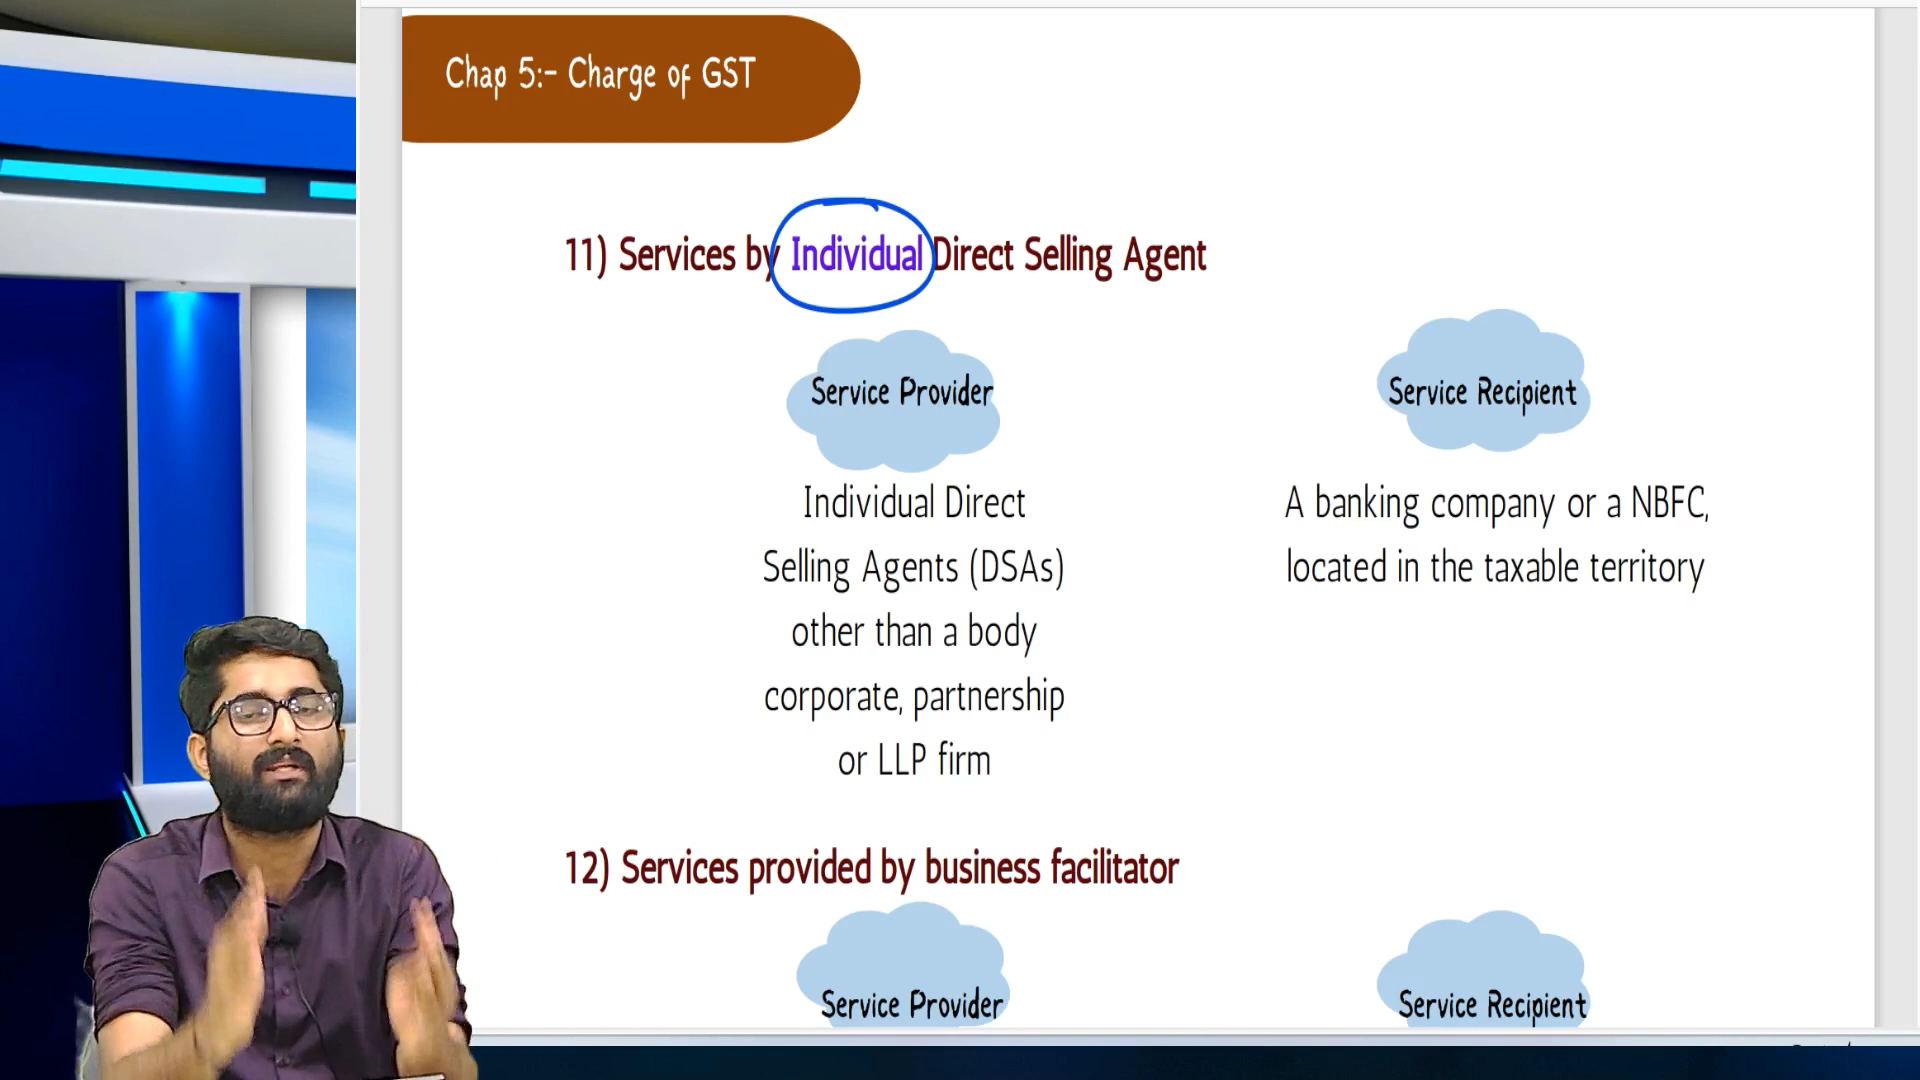 Chap 5:- Charge of GST
11) Services by Individual Direct Selling Agent
Service Provider
Service Recipient
Individual Direct
Selling Agents (DSAs)
other than a body
corporate, partnership
or LLP firm
A banking company or a NBFC,
located in the taxable territory
12) Services provided by business facilitator
Service Provider
Service Recipient